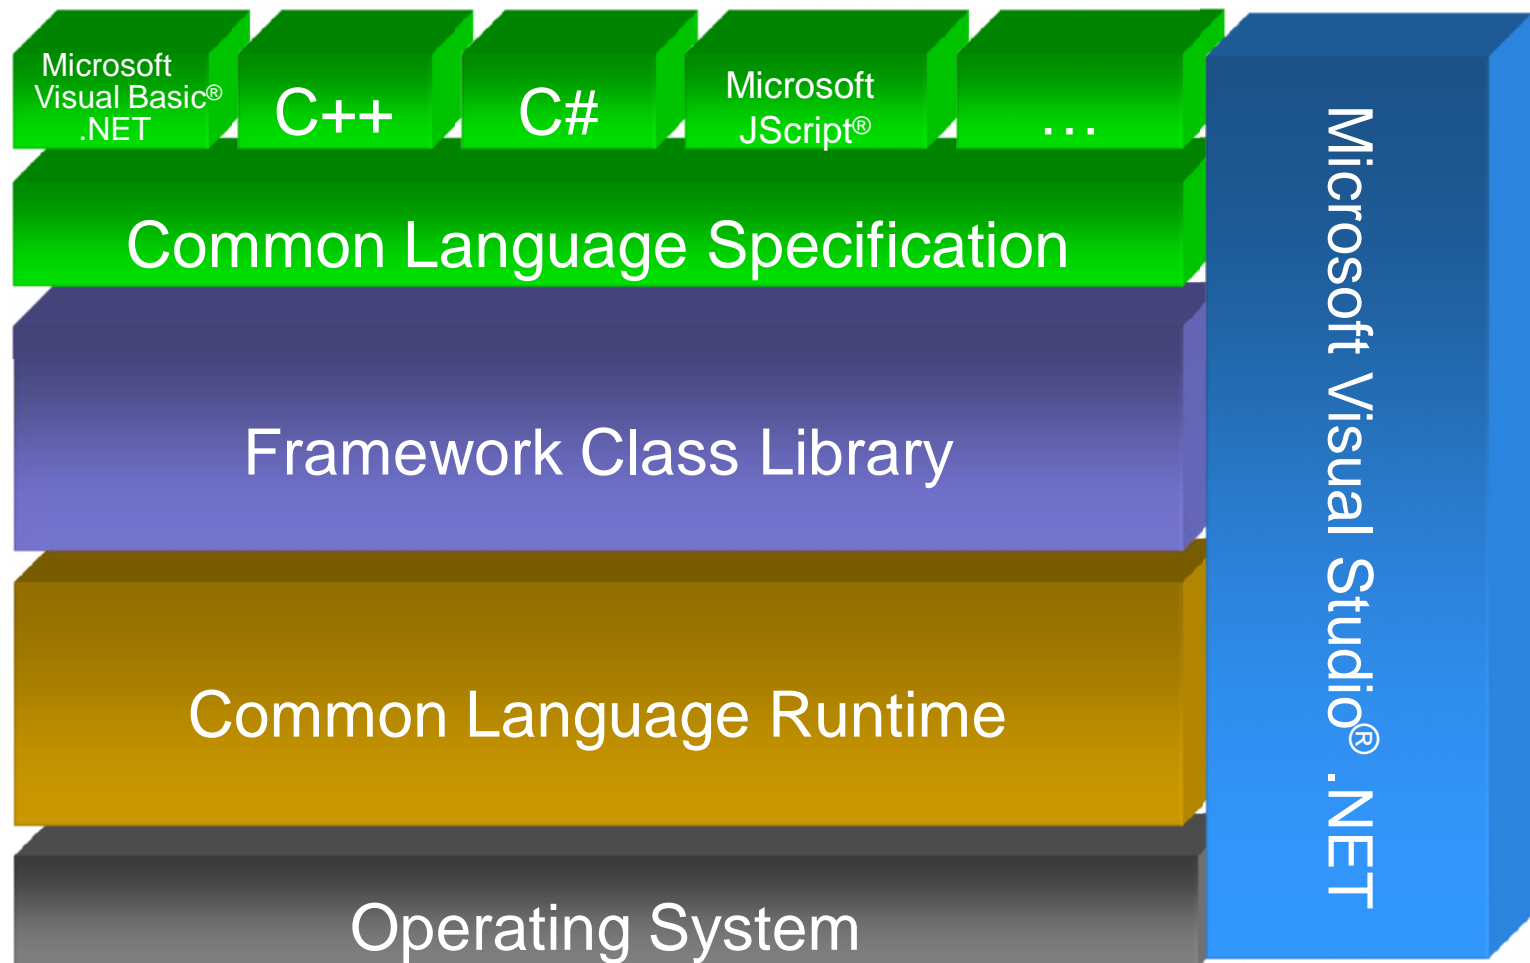 Microsoft
Visual Basic®
.NET
C++
C#
Microsoft
JScript®
…
Common Language Specification
Framework Class Library
Common Language Runtime
Operating System
Microsoft Visual Studio® .NET